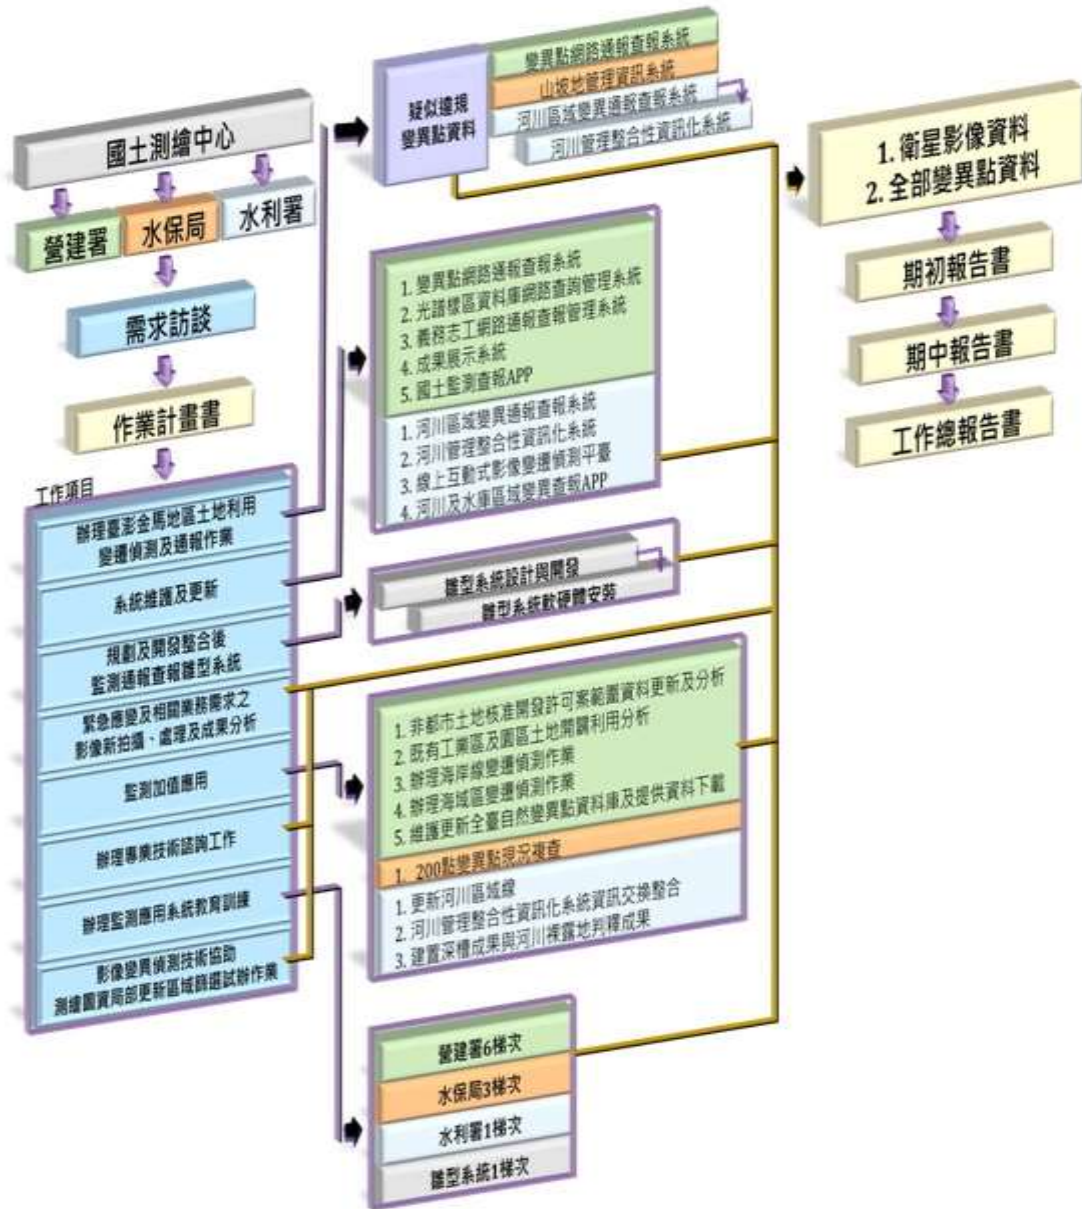 國土測繪中心
營建署
水保局
水利署
需求訪談
作業計畫書
工作項目
辦理臺澎金馬地區土地利用
變遷偵測及通報作業
系統維護及更新
規劃及開發整合後
監測通報查報雛型系統
緊急應變及相關業務需求之
影像新拍攝、處理及成果分析
監測加值應用
辦理專業技術諮詢工作
辦理監測應用系統教育訓練
影像變異偵測技術協助
測繪圖資局部更新區域篩選試辦作業
疑似違規
變異點資料
變異點網路通報查報系統
山坡地管理資訊系統
河川區域變異通報查報系統
河川管理整合性資訊化系統
1. 變異點網路通報查報系統
2. 光譜樣區資料庫網路查詢管理系統
3. 義務志工網路通報查報管理系統
4. 成果展示系統
5. 國土監測查報APP
1. 河川區域變異通報查報系統
2. 河川管理整合性資訊化系統
3. 線上互動式影像變遷偵測平臺
4. 河川及水庫區域變異查報APP
雛型系統設計與開發
雛型系統軟硬體安裝
1. 非都市土地核准開發許可案範圍資料更新及分析
2. 既有工業區及園區土地開闢利用分析
3. 辦理海岸線變遷偵測作業
4. 辦理海域區變遷偵測作業
5. 維護更新全臺自然變異點資料庫及提供資料下載
1. 200點變異點現況複查
1. 更新河川區域線
2. 河川管理整合性資訊化系統資訊交換整合
3. 建置深槽成果與河川裸露地判釋成果
營建署6梯次
水保局3梯次
水利署1梯次
雛型系統1梯次
1. 衛星影像資料
2. 全部變異點資料
期初報告書
期中報告書
工作總報告書